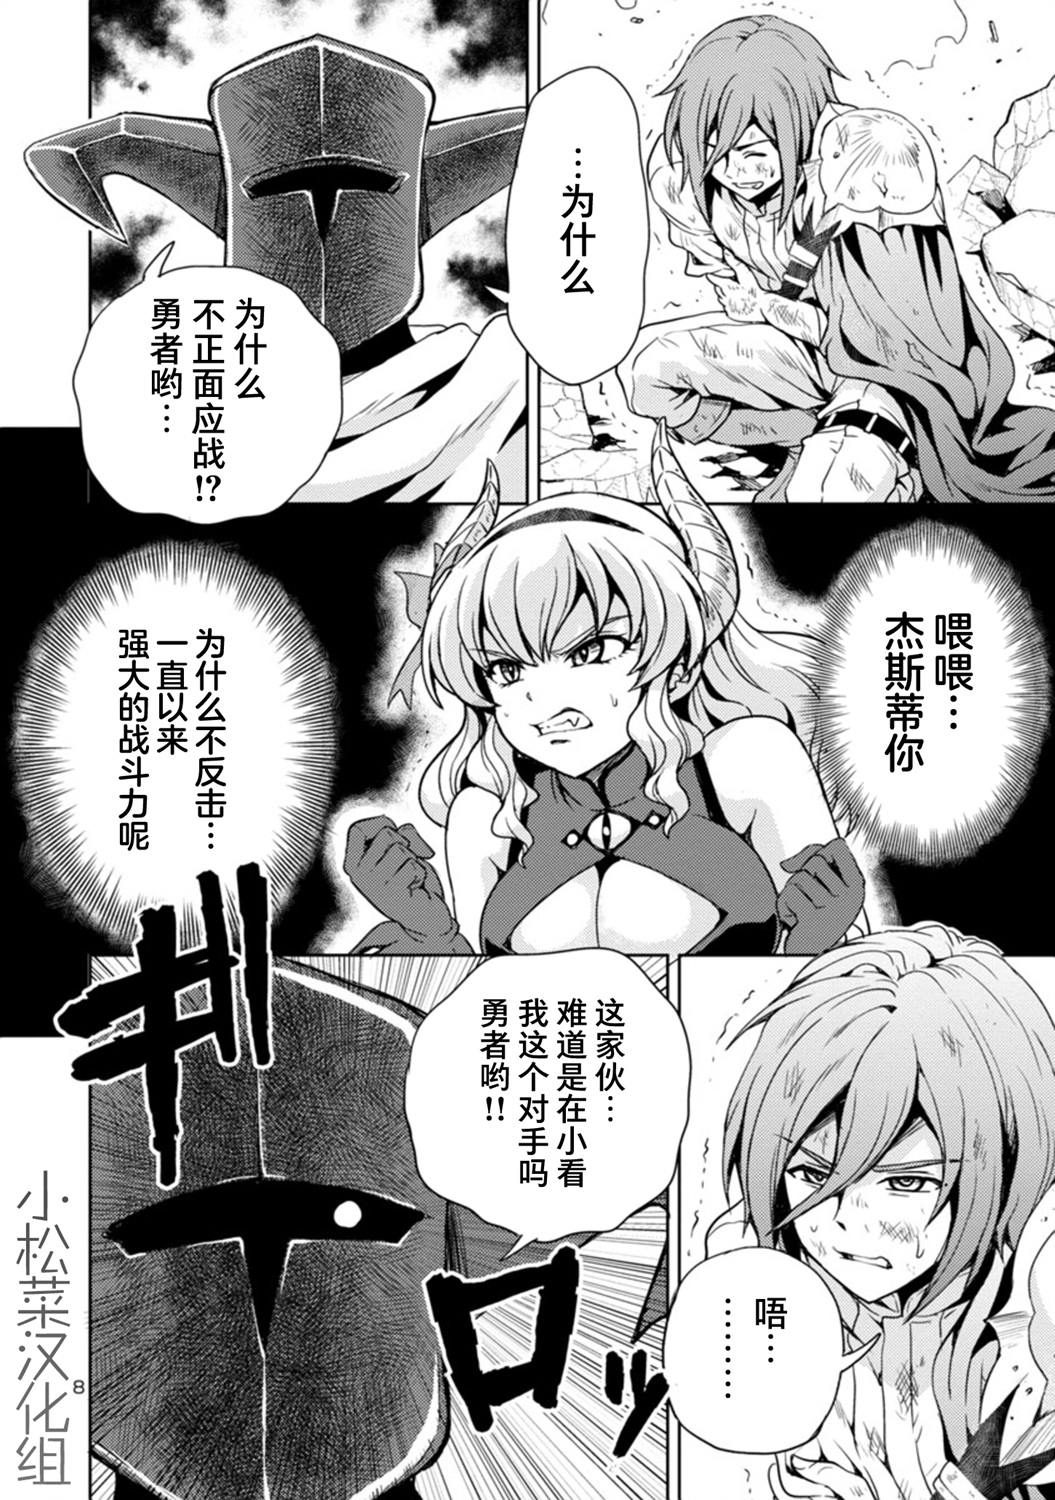 …为什么
为什么
不正面应战!?
勇者哟…
喂喂…
杰斯蒂你
为什么不反击…
一直以来
强大的战斗力呢
唔…
………
这家伙…
难道是在小看
我这个对手吗
勇者哟!!
ギロッ
8
小松菜汉化组